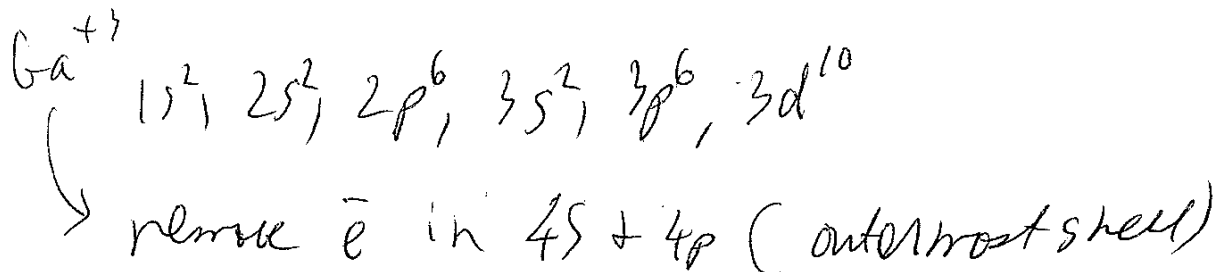 Ga⁺³ 1s², 2s², 2p⁶, 3s², 3p⁶, 3d¹⁰
remove ē in 4s + 4p (outermost shell)